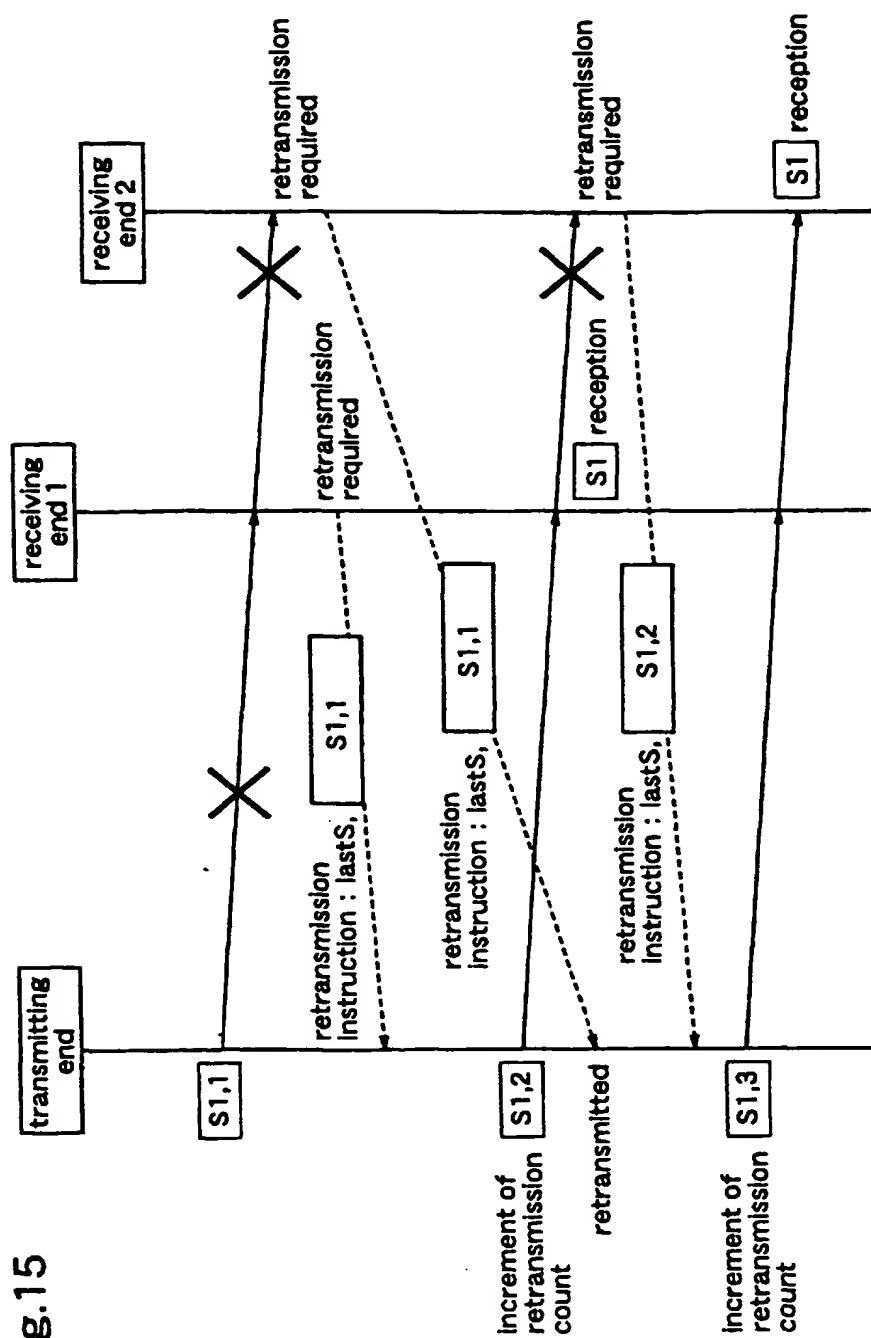 g.15
transmitting
end
receiving
end 1
receiving
end 2
S1,1
retransmission
required
retransmission
required
S1,1
retransmission
instruction : lastS,
S1,1
retransmission
instruction : lastS,
S1,2
Increment of
retransmission
count
S1 reception
retransmission
required
retransmitted
S1,2
retransmission
instruction : lastS,
S1,3
Increment of
retransmission
count
S1 reception